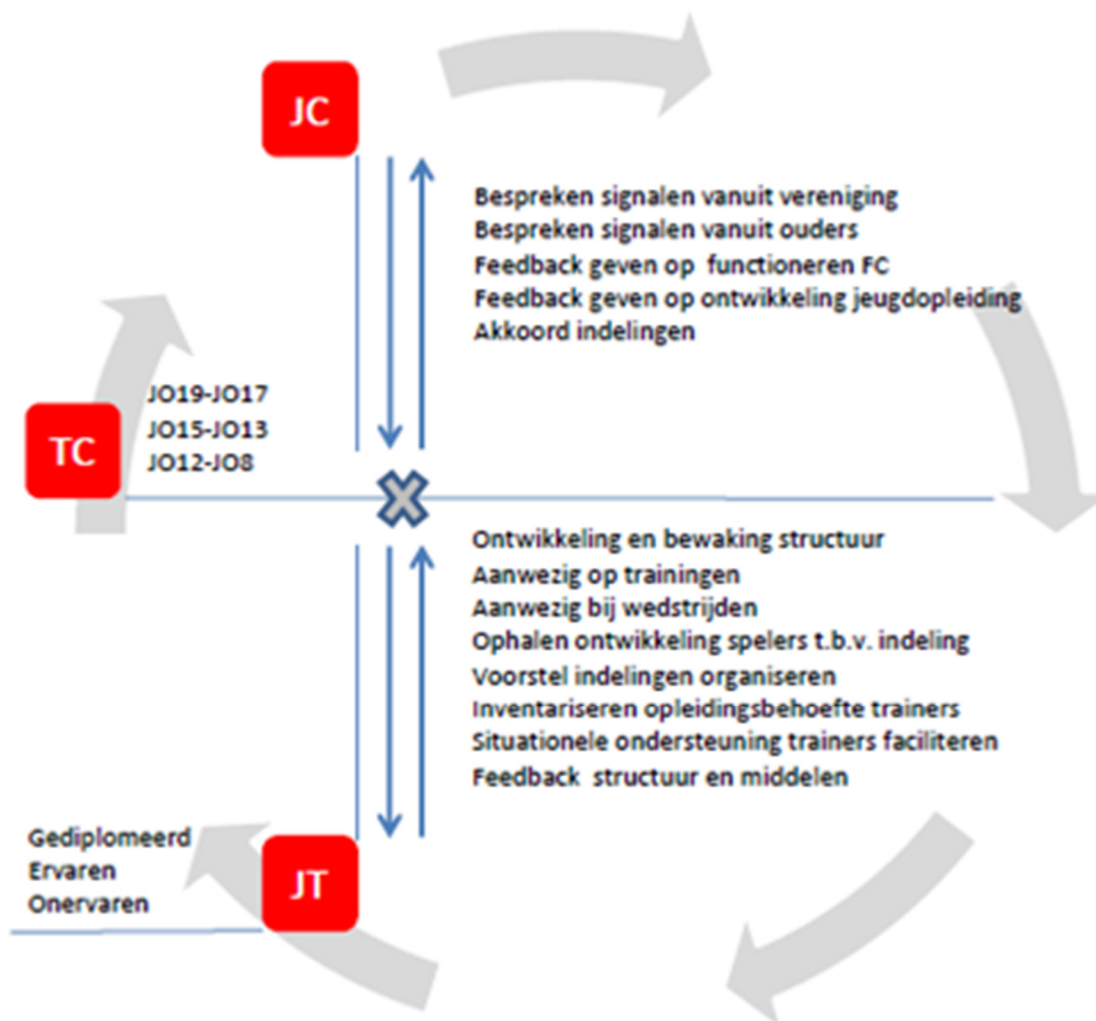 JC
Bespreken signalen vanuit vereniging
Bespreken signalen vanuit ouders
Feedback geven op functioneren FC
Feedback geven op ontwikkeling jeugdopleiding
Akkoord indelingen
TC
JO19-JO17
JO15-JO13
JO12-JO8
Ontwikkeling en bewaking structuur
Aanwezig op trainingen
Aanwezig bij wedstrijden
Ophalen ontwikkeling spelers t.b.v. indeling
Voorstel indelingen organiseren
Inventariseren opleidingsbehoefte trainers
Situationele ondersteuning trainers faciliteren
Feedback structuur en middelen
Gediplomeerd
Ervaren
Onervaren
JT